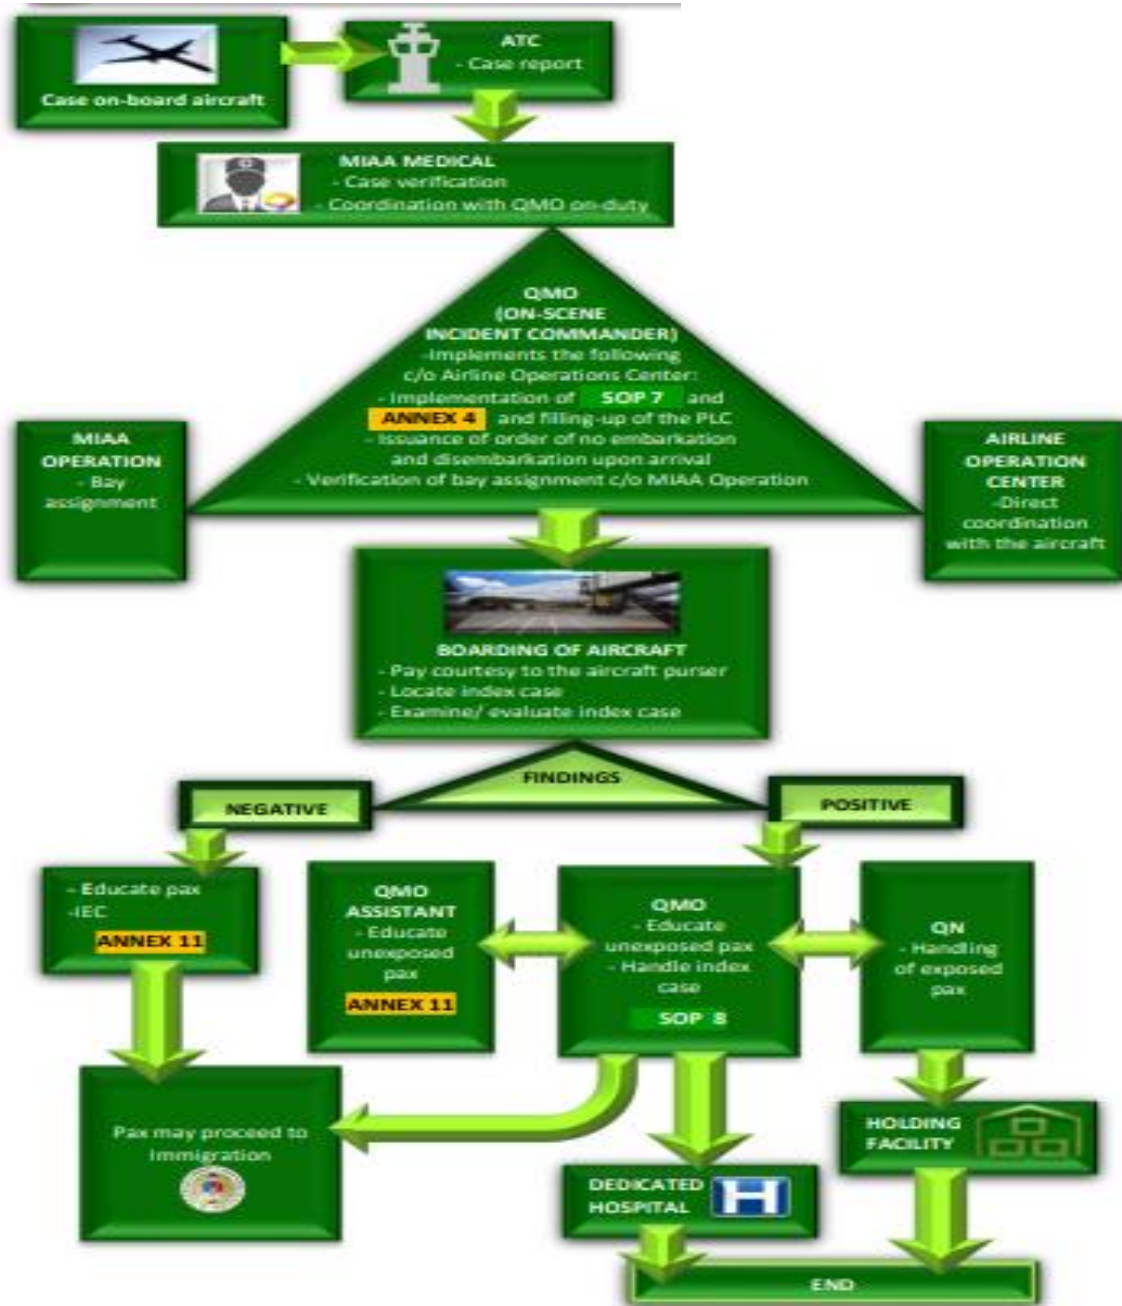 Case on-board aircraft
ATC
- Case report
MIAA MEDICAL
- Case verification
- Coordination with QMO on-duty
QMO
(ON-SCENE
INCIDENT COMMANDER)
-Implements the following
c/o Airline Operations Center:
- Implementation of SOP 7 and
ANNEX 4 and filling-up of the PLC
- Issuance of order of no embarkation
and disembarkation upon arrival
- Verification of bay assignment c/o MIAA Operation
MIAA
OPERATION
- Bay
assignment
AIRLINE
OPERATION
CENTER
-Direct
coordination
with the aircraft
BOARDING OF AIRCRAFT
- Pay courtesy to the aircraft purser
- Locate index case
- Examine/ evaluate index case
FINDINGS
NEGATIVE
POSITIVE
- Educate pax
-IEC
ANNEX 11
QMO
ASSISTANT
- Educate
unexposed
pax
ANNEX 11
QMO
- Educate
unexposed pax
- Handle index
case
SOP 8
QN
- Handling
of exposed
pax
Pax may proceed to
Immigration
HOLDING
FACILITY
DEDICATED
HOSPITAL
H
END